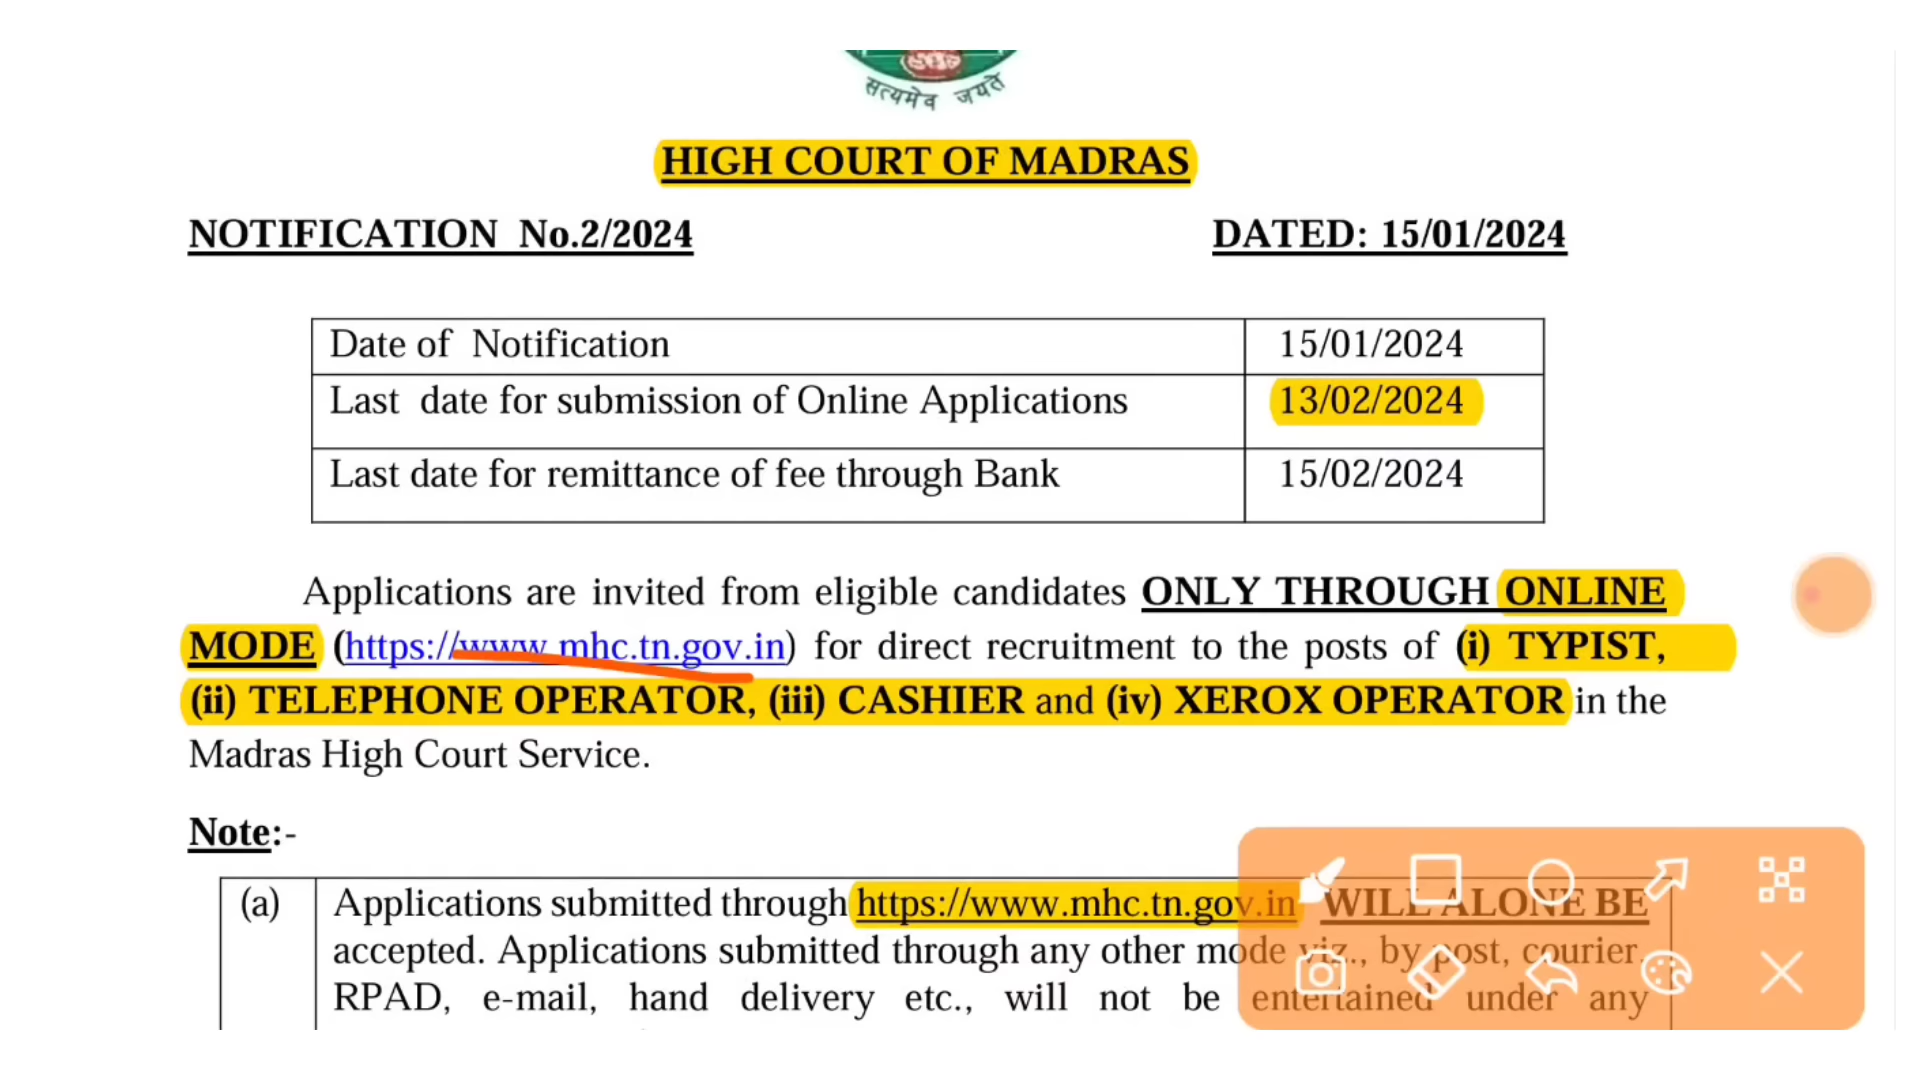 सत्यमेव जयते
HIGH COURT OF MADRAS
NOTIFICATION No.2/2024 DATED: 15/01/2024
Date of Notification 15/01/2024
Last date for submission of Online Applications 13/02/2024
Last date for remittance of fee through Bank 15/02/2024
Applications are invited from eligible candidates ONLY THROUGH ONLINE
MODE (https://www.mhc.tn.gov.in) for direct recruitment to the posts of (i) TYPIST,
(ii) TELEPHONE OPERATOR, (iii) CASHIER and (iv) XEROX OPERATOR in the
Madras High Court Service.
Note:-
(a) Applications submitted through https://www.mhc.tn.gov.in WILL ALONE BE
accepted. Applications submitted through any other mode viz., by post, courier,
RPAD, e-mail, hand delivery etc., will not be entertained under any